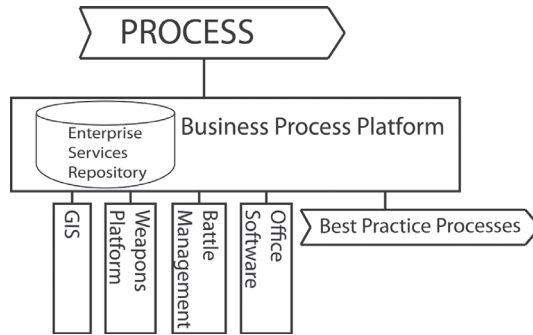 PROCESS
Enterprise
Services
Repository
Business Process Platform
GIS
Weapons
Platform
Battle
Management
Office
Software
Best Practice Processes